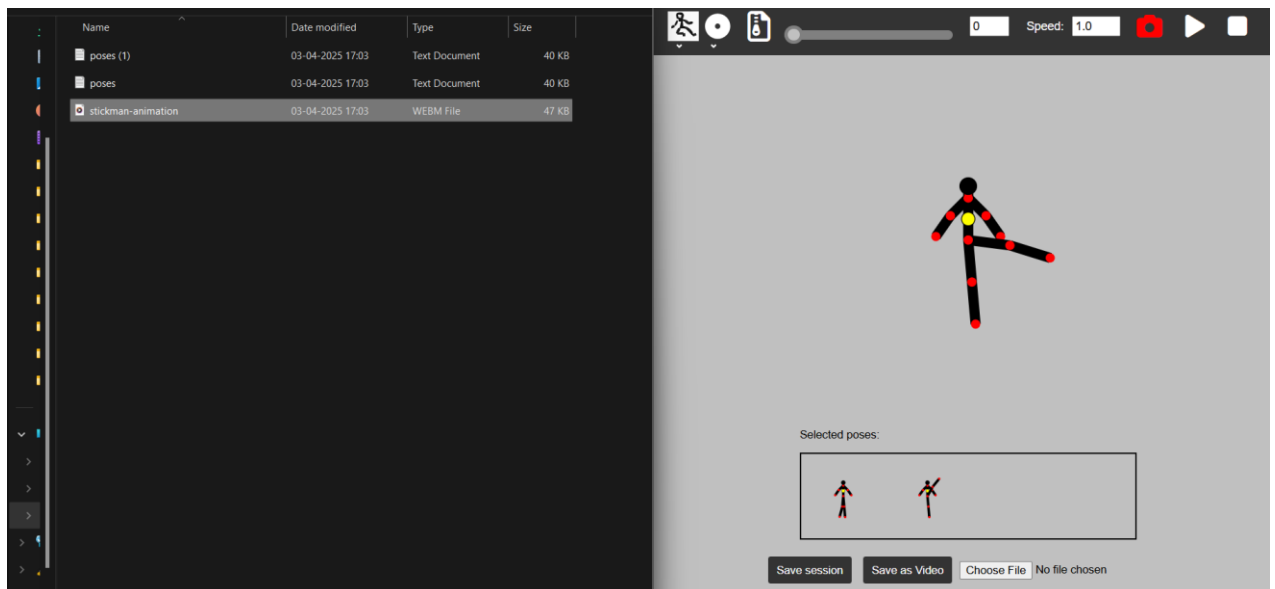 Name Date modified Type Size
poses (1) 03-04-2025 17:03 Text Document 40 KB
poses 03-04-2025 17:03 Text Document 40 KB
stickman-animation 03-04-2025 17:03 WEBM File 47 KB
0 Speed: 1.0
Selected poses:
Save session Save as Video Choose File No file chosen